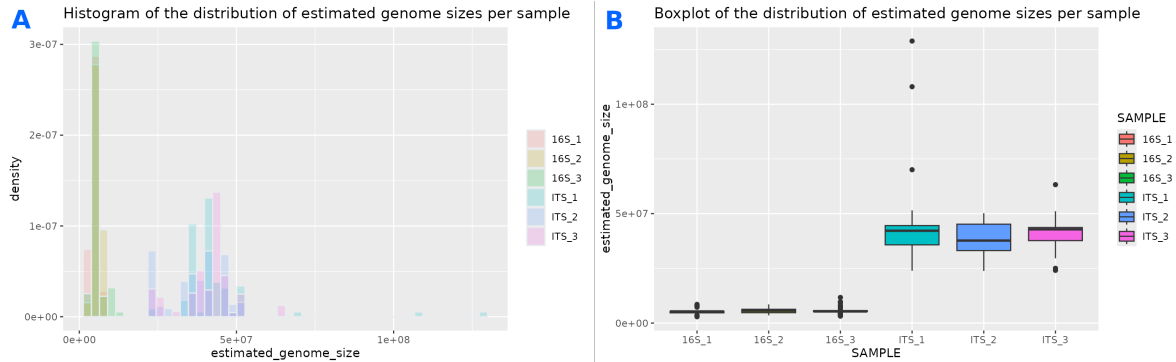 A
Histogram of the distribution of estimated genome sizes per sample
3e-07
2e-07
1e-07
0e+00
density
0e+00
5e+07
1e+08
estimated_genome_size
16S_1
16S_2
16S_3
ITS_1
ITS_2
ITS_3
B
Boxplot of the distribution of estimated genome sizes per sample
1e+08
5e+07
0e+00
estimated_genome_size
16S_1
16S_2
16S_3
ITS_1
ITS_2
ITS_3
SAMPLE
SAMPLE
16S_1
16S_2
16S_3
ITS_1
ITS_2
ITS_3